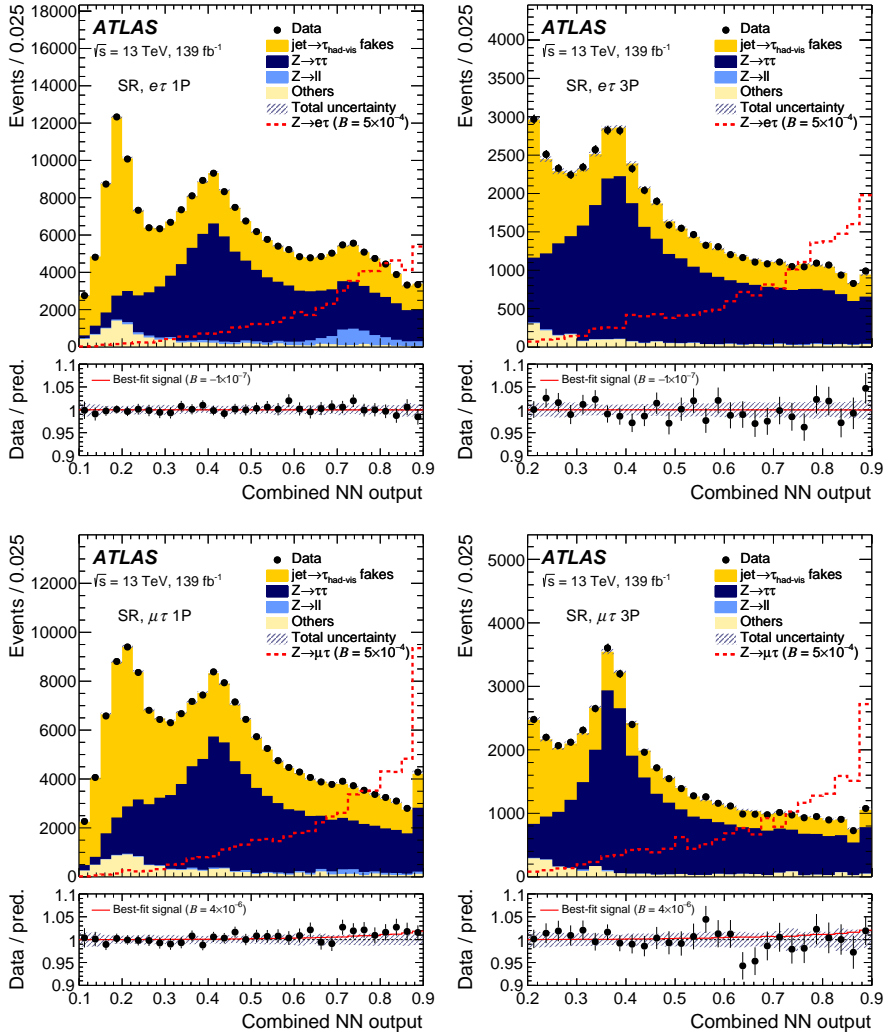 Events / 0.025
18000
16000
14000
12000
10000
8000
6000
4000
2000
0
ATLAS
√s = 13 TeV, 139 fb⁻¹
SR, eτ 1P
Data
jet→τhad-vis fakes
Z→ττ
Z→ll
Others
Total uncertainty
Z→eτ (B = 5×10⁻⁴)
Data / pred.
1.1
1.05
1
0.95
0.9
Best-fit signal (B = −1×10⁻⁷)
0.1 0.2 0.3 0.4 0.5 0.6 0.7 0.8 0.9
Combined NN output
Events / 0.025
4000
3500
3000
2500
2000
1500
1000
500
0
ATLAS
√s = 13 TeV, 139 fb⁻¹
SR, eτ 3P
Data
jet→τhad-vis fakes
Z→ττ
Z→ll
Others
Total uncertainty
Z→eτ (B = 5×10⁻⁴)
Data / pred.
1.1
1.05
1
0.95
0.9
Best-fit signal (B = −1×10⁻⁷)
0.2 0.3 0.4 0.5 0.6 0.7 0.8 0.9
Combined NN output
Events / 0.025
12000
10000
8000
6000
4000
2000
0
ATLAS
√s = 13 TeV, 139 fb⁻¹
SR, μτ 1P
Data
jet→τhad-vis fakes
Z→ττ
Z→ll
Others
Total uncertainty
Z→μτ (B = 5×10⁻⁴)
Data / pred.
1.1
1.05
1
0.95
0.9
Best-fit signal (B = 4×10⁻⁶)
0.1 0.2 0.3 0.4 0.5 0.6 0.7 0.8 0.9
Combined NN output
Events / 0.025
5000
4000
3000
2000
1000
0
ATLAS
√s = 13 TeV, 139 fb⁻¹
SR, μτ 3P
Data
jet→τhad-vis fakes
Z→ττ
Z→ll
Others
Total uncertainty
Z→μτ (B = 5×10⁻⁴)
Data / pred.
1.1
1.05
1
0.95
0.9
Best-fit signal (B = 4×10⁻⁶)
0.2 0.3 0.4 0.5 0.6 0.7 0.8 0.9
Combined NN output